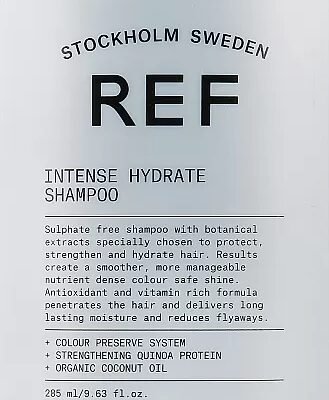 STOCKHOLM SWEDEN
REF
INTENSE HYDRATE
SHAMPOO
Sulphate free shampoo with botanical
extracts specially chosen to protect,
strengthen and hydrate hair. Results
create a smoother, more manageable
nutrient dense colour safe shine.
Antioxidant and vitamin rich formula
penetrates the hair and delivers long
lasting moisture and reduces flyaways.
+ COLOUR PRESERVE SYSTEM
+ STRENGTHENING QUINOA PROTEIN
+ ORGANIC COCONUT OIL
285 ml/9.63 fl.oz.